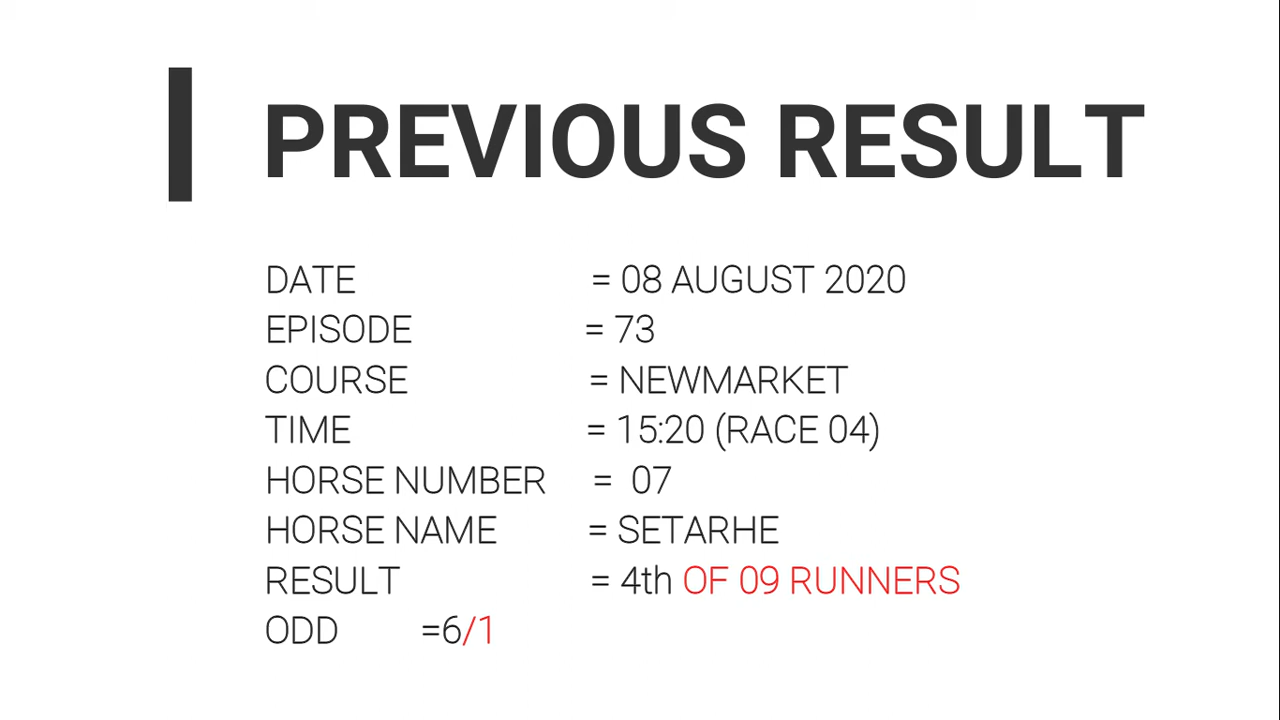 PREVIOUS RESULT
DATE = 08 AUGUST 2020
EPISODE = 73
COURSE = NEWMARKET
TIME = 15:20 (RACE 04)
HORSE NUMBER = 07
HORSE NAME = SETARHE
RESULT = 4th OF 09 RUNNERS
ODD =6/1